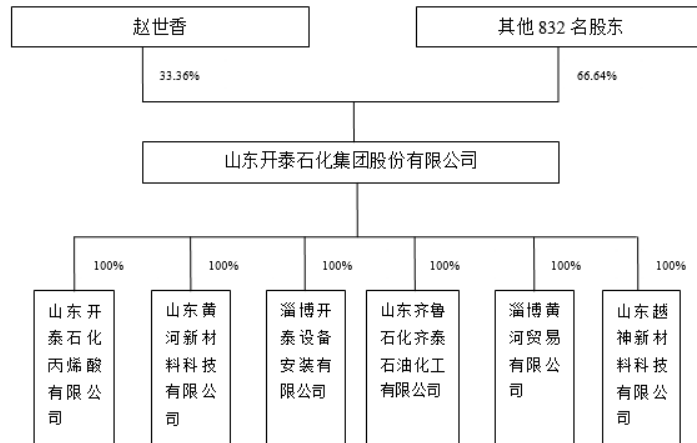 赵世香
其他 832 名股东
33.36%
66.64%
山东开泰石化集团股份有限公司
100%
100%
100%
100%
100%
100%
山东开
泰石化
丙烯酸
有限公
司
山东黄
河新材
料科技
有限公
司
淄博开
泰设备
安装有
限公司
山东齐鲁
石化齐泰
石油化工
有限公司
淄博黄
河贸易
有限公
司
山东越
神新材
料科技
有限公
司